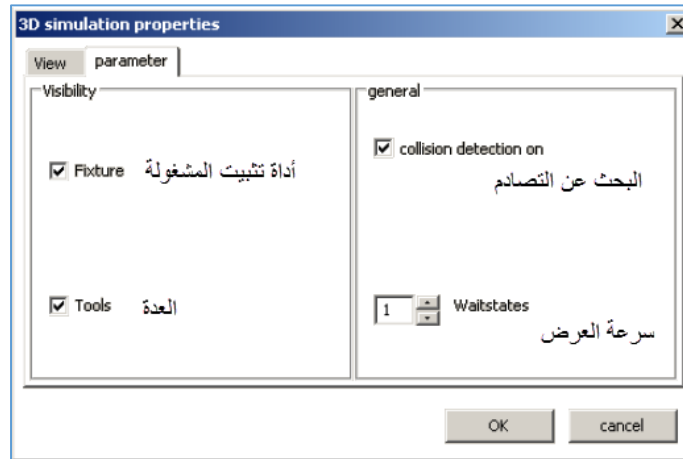 3D simulation properties
View parameter
Visibility
Fixture أداة تثبيت المشغولة
Tools العدة
general
collision detection on
البحث عن التصادم
1 Waitstates
سرعة العرض
OK cancel